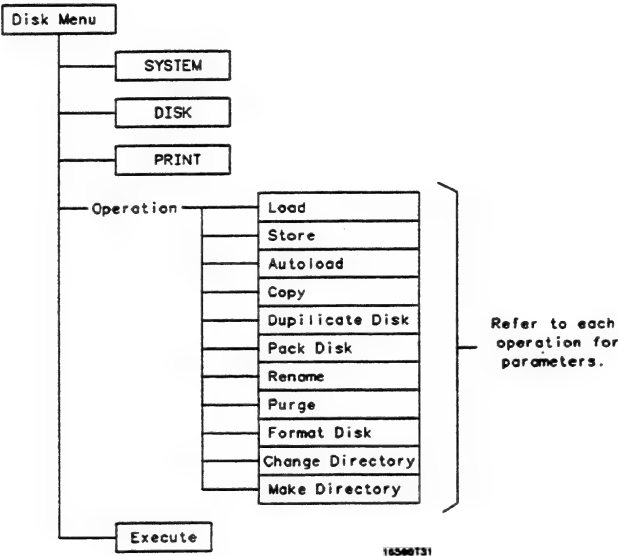 Disk Menu
SYSTEM
DISK
PRINT
Operation
Load
Store
Autoload
Copy
Dupilicate Disk
Pack Disk
Rename
Purge
Format Disk
Change Directory
Make Directory
Refer to each
operation for
parameters.
Execute
16500T31